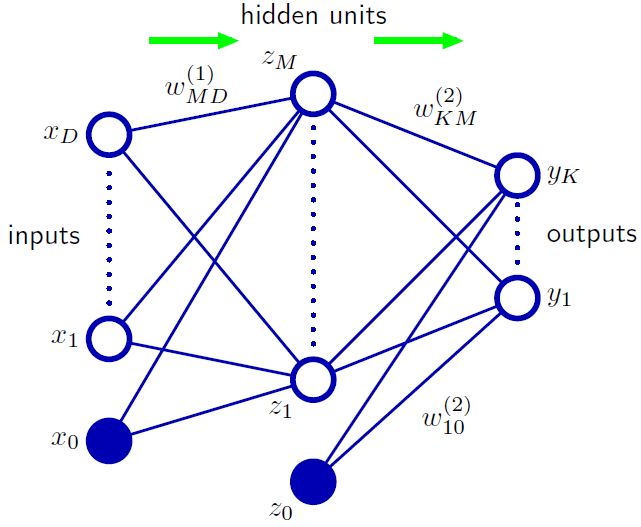 hidden units
z_M
w_{MD}^{(1)}
w_{KM}^{(2)}
x_D
y_K
inputs
outputs
y_1
x_1
z_1
w_{10}^{(2)}
x_0
z_0